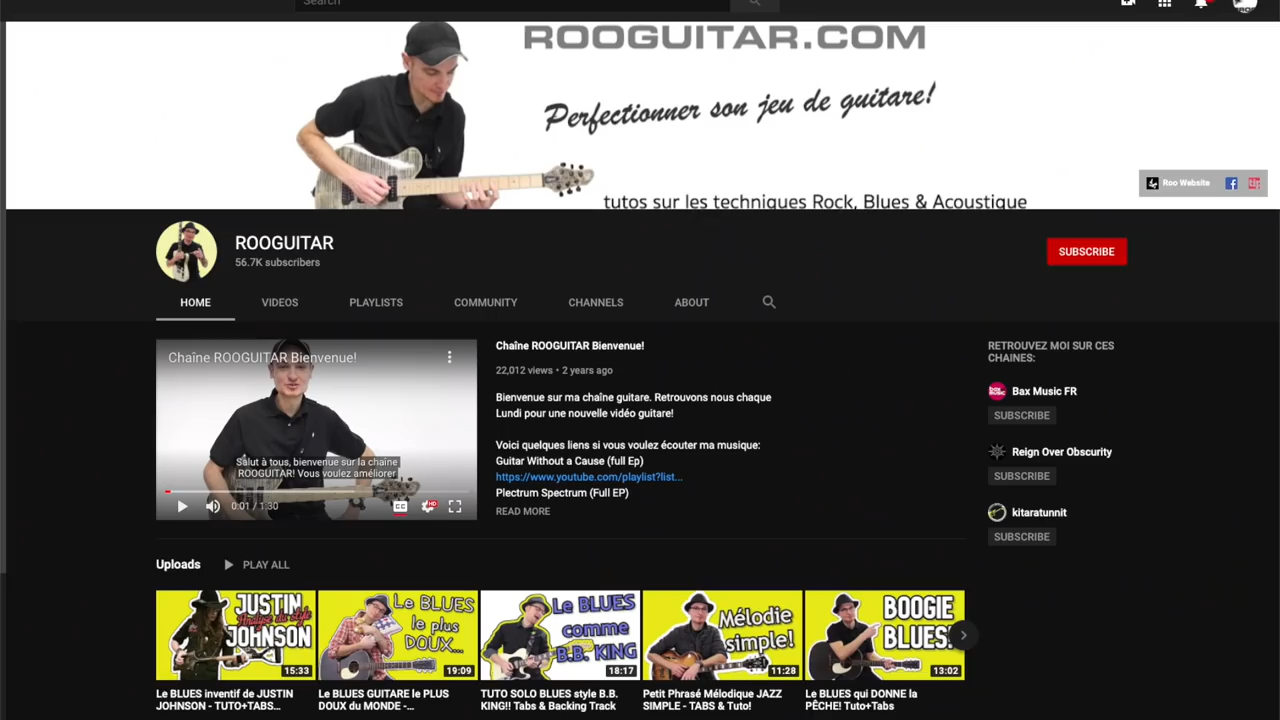 Search
ROOGUITAR.COM
Perfectionner son jeu de guitare!
Roo Website
tutos sur les techniques Rock, Blues & Acoustique
ROOGUITAR
56.7K subscribers
SUBSCRIBE
HOME
VIDEOS
PLAYLISTS
COMMUNITY
CHANNELS
ABOUT
Chaîne ROOGUITAR Bienvenue!
Salut à tous, bienvenue sur la chaîne
ROOGUITAR! Vous voulez améliorer
0:01 / 1:30
CC
HD
Chaîne ROOGUITAR Bienvenue!
22,012 views • 2 years ago
Bienvenue sur ma chaîne guitare. Retrouvons nous chaque
Lundi pour une nouvelle vidéo guitare!
Voici quelques liens si vous voulez écouter ma musique:
Guitar Without a Cause (full Ep)
https://www.youtube.com/playlist?list...
Plectrum Spectrum (Full EP)
READ MORE
RETROUVEZ MOI SUR CES
CHAINES:
Bax Music FR
SUBSCRIBE
Reign Over Obscurity
SUBSCRIBE
kitaratunnit
SUBSCRIBE
Uploads
PLAY ALL
JUSTIN
Analyse du style
JOHNSON
15:33
Le BLUES
le plus
DOUX...
19:09
Le BLUES
comme
B.B. KING
18:17
Mélodie
simple!
11:28
BOOGIE
BLUES!
13:02
Le BLUES inventif de JUSTIN
JOHNSON - TUTO+TABS...
Le BLUES GUITARE le PLUS
DOUX du MONDE -...
TUTO SOLO BLUES style B.B.
KING!! Tabs & Backing Track
Petit Phrasé Mélodique JAZZ
SIMPLE - TABS & Tuto!
Le BLUES qui DONNE la
PÊCHE! Tuto+Tabs